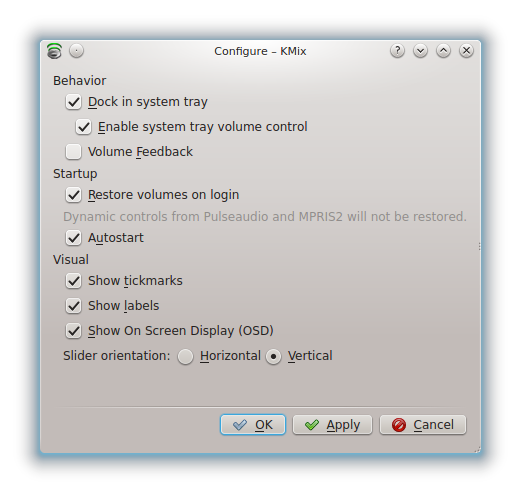 Configure – KMix
Behavior
Dock in system tray
Enable system tray volume control
Volume Feedback
Startup
Restore volumes on login
Dynamic controls from Pulseaudio and MPRIS2 will not be restored.
Autostart
Visual
Show tickmarks
Show labels
Show On Screen Display (OSD)
Slider orientation: Horizontal Vertical
OK Apply Cancel